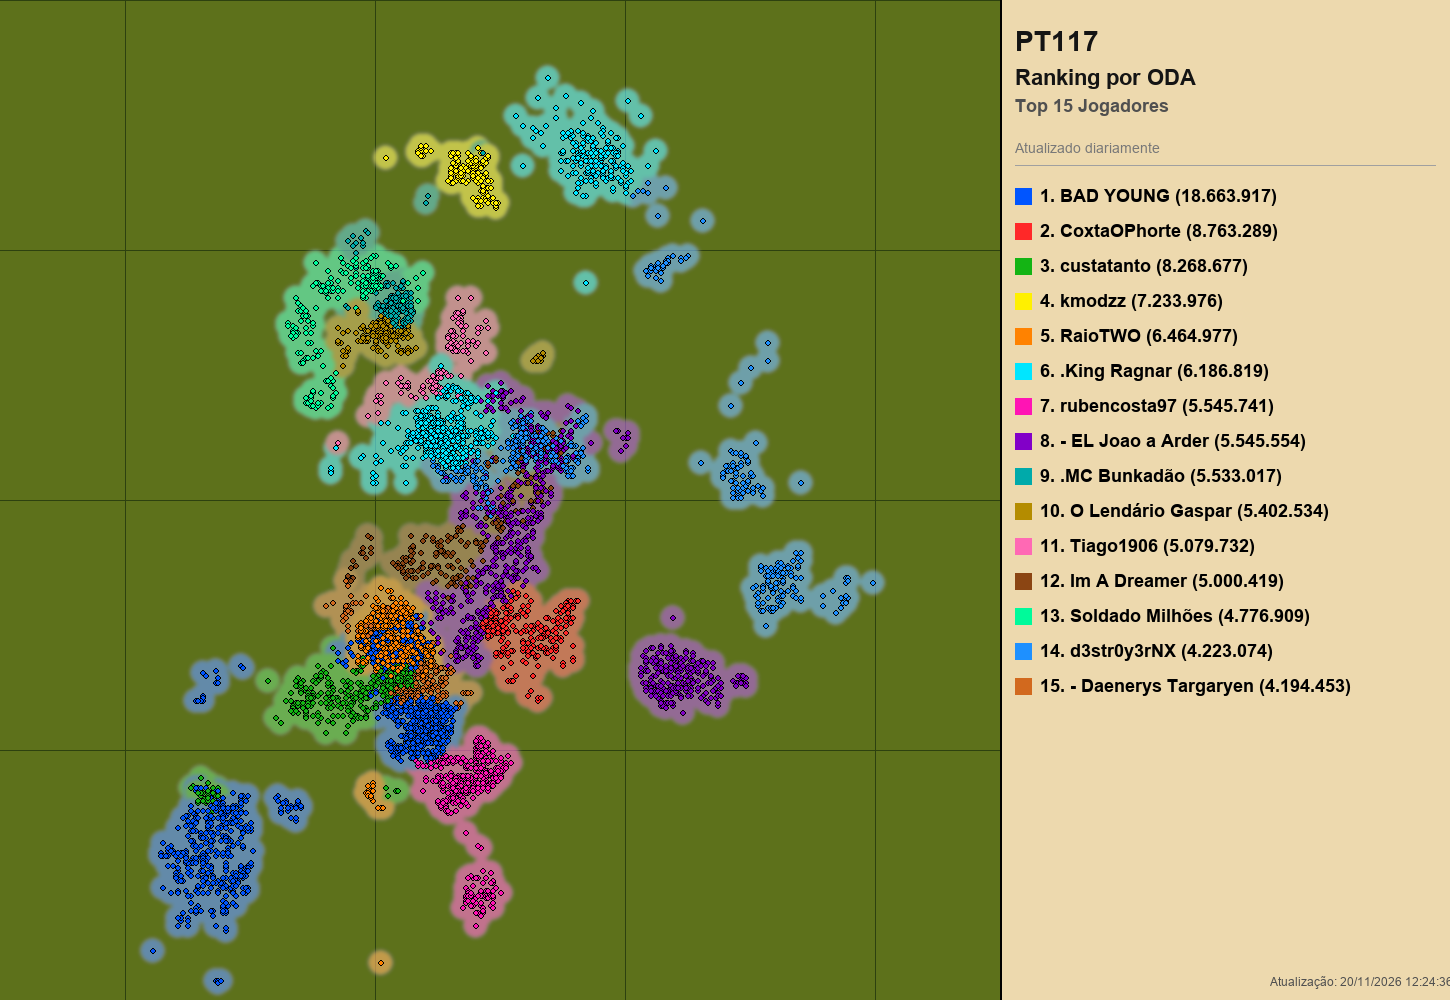 PT117
Ranking por ODA
Top 15 Jogadores
Atualizado diariamente
1. BAD YOUNG (18.663.917)
2. CoxtaOPhorte (8.763.289)
3. custatanto (8.268.677)
4. kmodzz (7.233.976)
5. RaioTWO (6.464.977)
6. .King Ragnar (6.186.819)
7. rubencosta97 (5.545.741)
8. - EL Joao a Arder (5.545.554)
9. .MC Bunkadão (5.533.017)
10. O Lendário Gaspar (5.402.534)
11. Tiago1906 (5.079.732)
12. Im A Dreamer (5.000.419)
13. Soldado Milhões (4.776.909)
14. d3str0y3rNX (4.223.074)
15. - Daenerys Targaryen (4.194.453)
Atualização: 20/11/2026 12:24:36